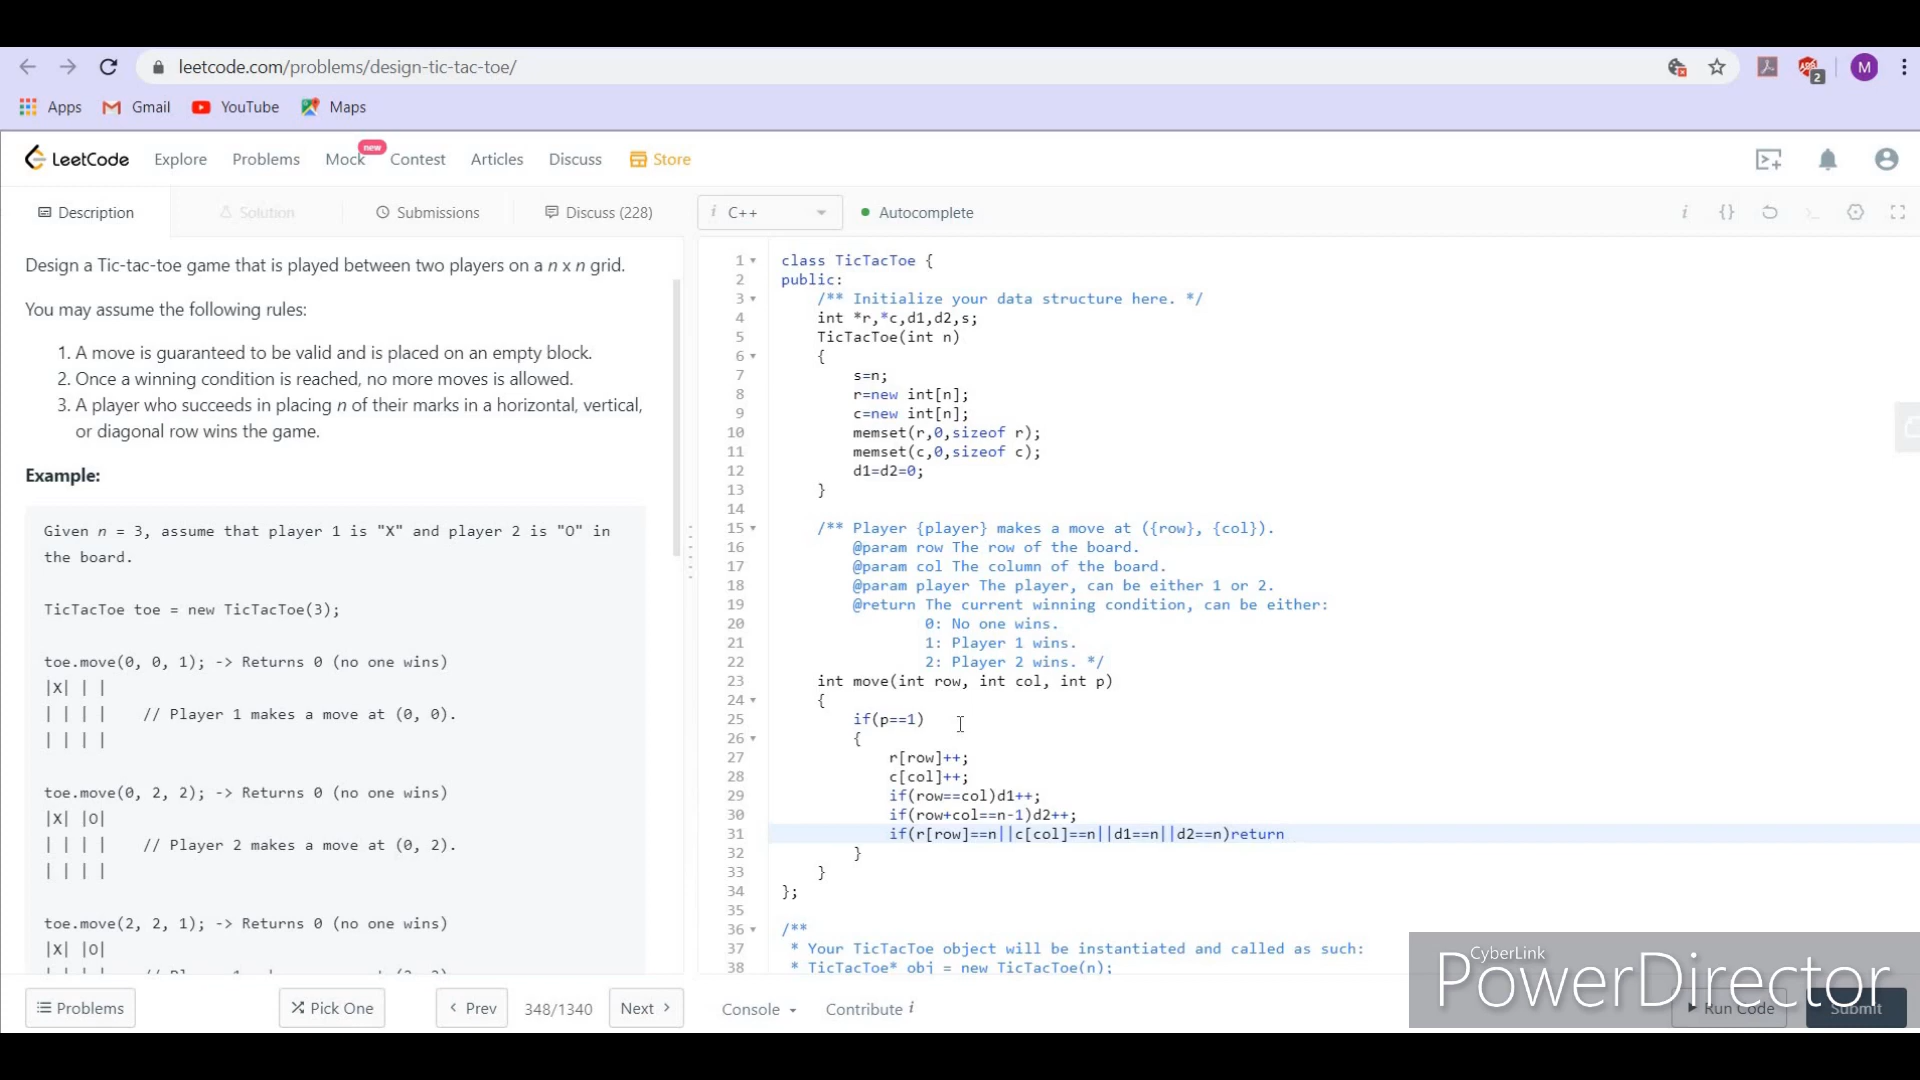 leetcode.com/problems/design-tic-tac-toe/
2
M
Apps Gmail YouTube Maps
LeetCode Explore Problems Mock new Contest Articles Discuss Store
Description Solution Submissions Discuss (228)
i C++ Autocomplete
Design a Tic-tac-toe game that is played between two players on a n x n grid.
You may assume the following rules:
1. A move is guaranteed to be valid and is placed on an empty block.
2. Once a winning condition is reached, no more moves is allowed.
3. A player who succeeds in placing n of their marks in a horizontal, vertical,
or diagonal row wins the game.
Example:
Given n = 3, assume that player 1 is "X" and player 2 is "O" in
the board.
TicTacToe toe = new TicTacToe(3);
toe.move(0, 0, 1); -> Returns 0 (no one wins)
|X| | |
| | | |    // Player 1 makes a move at (0, 0).
| | | |
toe.move(0, 2, 2); -> Returns 0 (no one wins)
|X| |O|
| | | |    // Player 2 makes a move at (0, 2).
| | | |
toe.move(2, 2, 1); -> Returns 0 (no one wins)
|X| |O|
1 class TicTacToe {
2 public:
3 /** Initialize your data structure here. */
4 int *r,*c,d1,d2,s;
5 TicTacToe(int n)
6 {
7 s=n;
8 r=new int[n];
9 c=new int[n];
10 memset(r,0,sizeof r);
11 memset(c,0,sizeof c);
12 d1=d2=0;
13 }
14
15 /** Player {player} makes a move at ({row}, {col}).
16 @param row The row of the board.
17 @param col The column of the board.
18 @param player The player, can be either 1 or 2.
19 @return The current winning condition, can be either:
20 0: No one wins.
21 1: Player 1 wins.
22 2: Player 2 wins. */
23 int move(int row, int col, int p)
24 {
25 if(p==1)
26 {
27 r[row]++;
28 c[col]++;
29 if(row==col)d1++;
30 if(row+col==n-1)d2++;
31 if(r[row]==n||c[col]==n||d1==n||d2==n)return
32 }
33 }
34 };
35
36 /**
37 * Your TicTacToe object will be instantiated and called as such:
38 * TicTacToe* obj = new TicTacToe(n);
Problems Pick One Prev 348/1340 Next Console Contribute i
Run Code Submit
CyberLink
PowerDirector